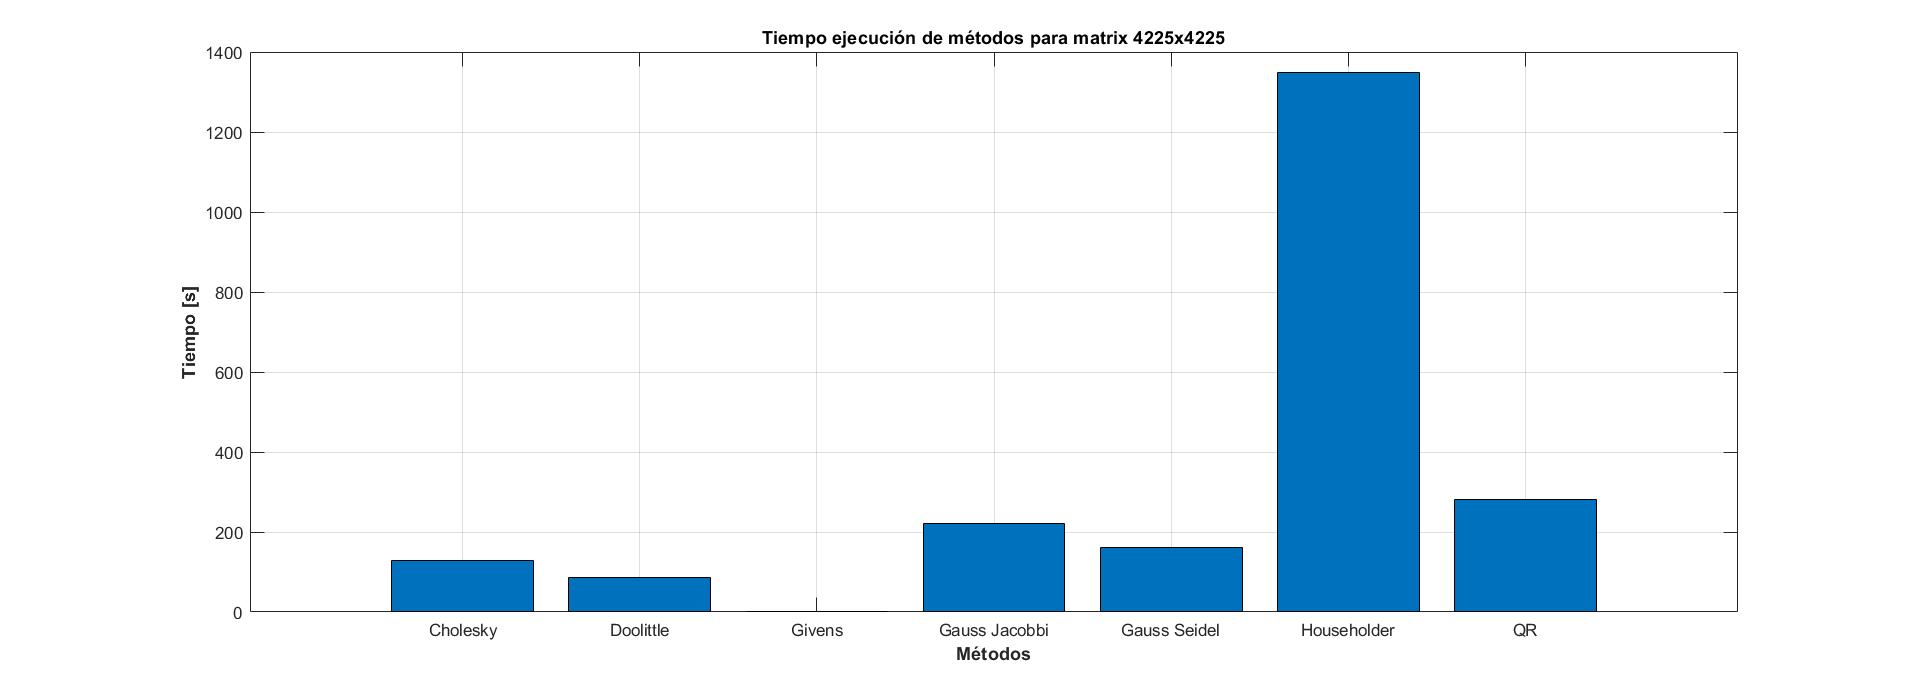 Tiempo ejecución de métodos para matrix 4225x4225
1400
1200
1000
800
600
400
200
0
Tiempo [s]
Cholesky Doolittle Givens Gauss Jacobbi Gauss Seidel Householder QR
Métodos